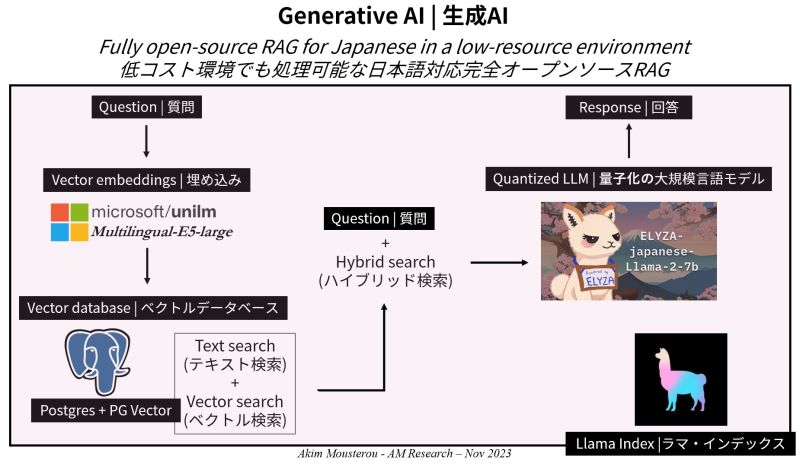 Generative AI | 生成AI
Fully open-source RAG for Japanese in a low-resource environment
低コスト環境でも処理可能な日本語対応完全オープンソースRAG
Question | 質問
Vector embeddings | 埋め込み
microsoft/unilm
Multilingual-E5-large
Vector database | ベクトルデータベース
Postgres + PG Vector
Text search
(テキスト検索)
+
Vector search
(ベクトル検索)
Question | 質問
+
Hybrid search
(ハイブリッド検索)
Response | 回答
Quantized LLM | 量子化の大規模言語モデル
ELYZA-
japanese-
Llama-2-7b
Powered by
ELYZA
Llama Index |ラマ・インデックス
Akim Mousterou - AM Research – Nov 2023